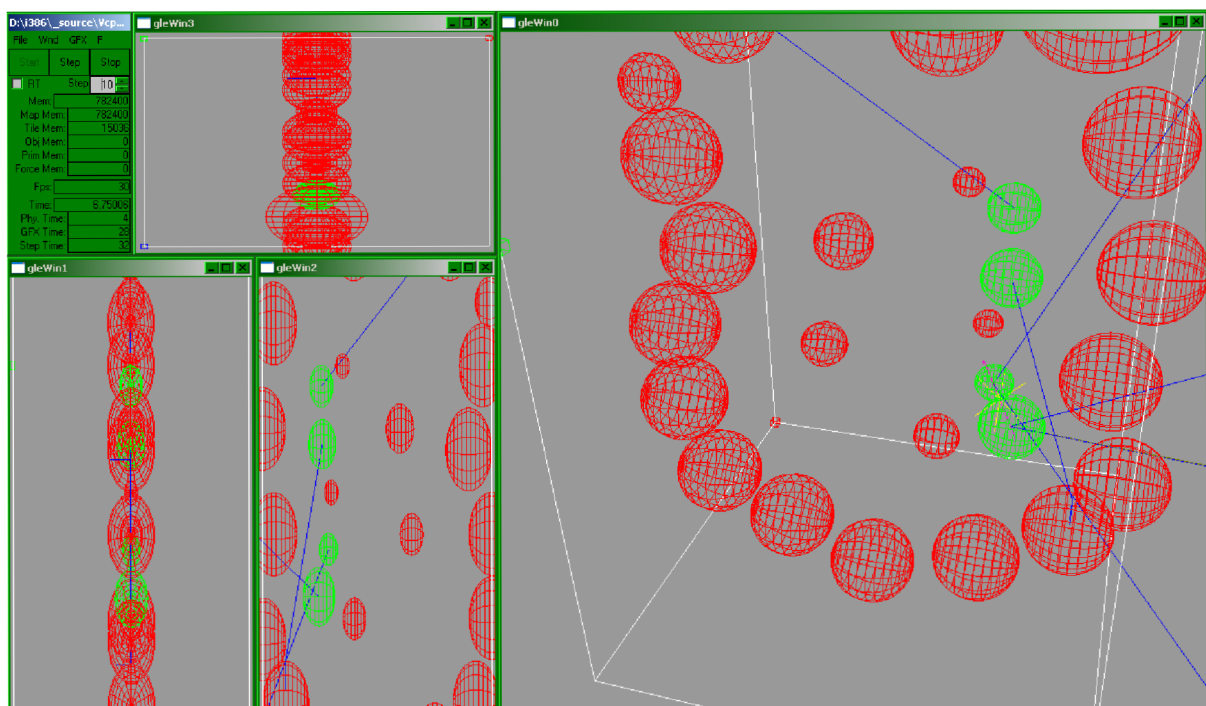 D:\i386\_source\Vcp...
File Wnd GFX F
Start Step Stop
RT Step 10
Mem: 782400
Map Mem: 782400
Tile Mem: 15036
Obj Mem: 0
Prim Mem: 0
Force Mem: 0
Fps: 30
Time: 6,75006
Phy. Time: 4
GFX Time: 28
Step Time: 32
gleWin3
gleWin0
gleWin1
gleWin2